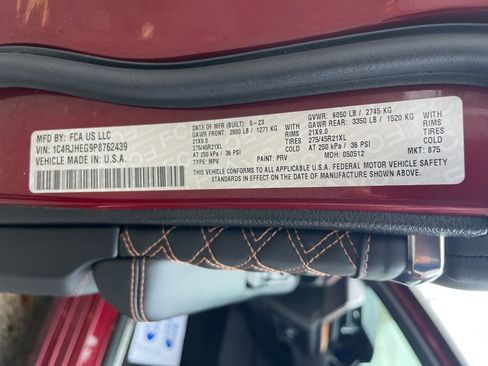 MFD BY: FCA US LLC
VIN: 1C4RJHEG9P8762439
VEHICLE MADE IN: U.S.A.
DATE OF MFR (BUILT): 5-23
GAWR FRONT: 2800 LB / 1271 KG
21X9.0
275/45R21XL
AT 250 kPa / 36 PSI
TYPE: MPV
PAINT: PRV
RIMS
TIRES
COLD
GVWR: 6050 LB / 2745 KG
GAWR REAR: 3350 LB / 1520 KG
21X9.0
275/45R21XL
AT 250 kPa / 36 PSI
MDH: 050512
RIMS
TIRES
COLD
MKT: 875
THIS VEHICLE CONFORMS TO ALL APPLICABLE U.S.A. FEDERAL MOTOR VEHICLE SAFETY
STANDARDS IN EFFECT ON THE DATE OF MANUFACTURE SHOWN ABOVE